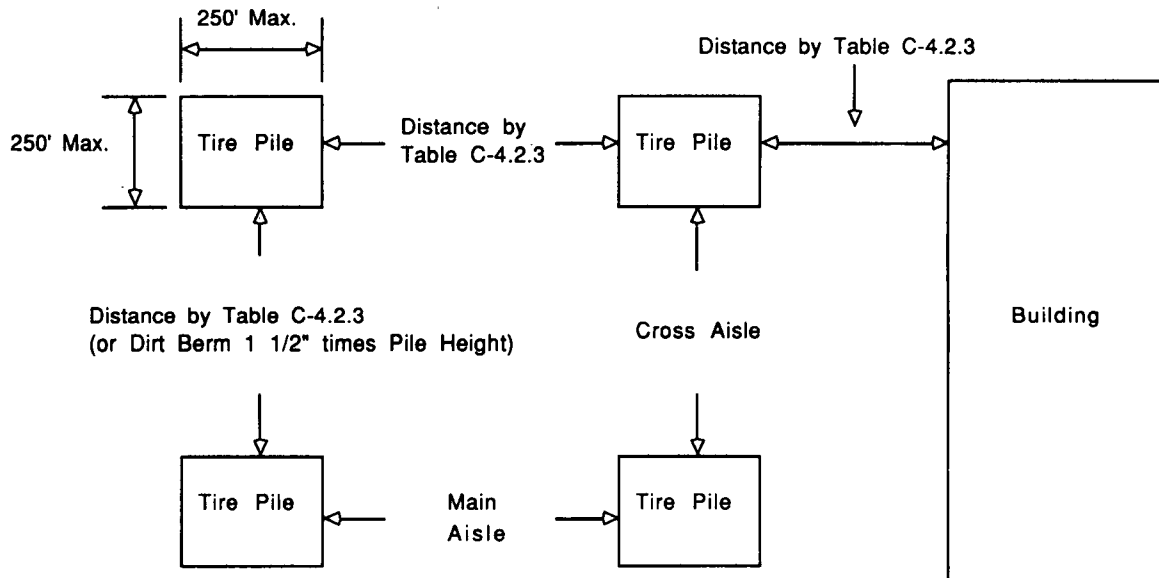 250' Max.
Distance by Table C-4.2.3
250' Max.
Tire Pile
Distance by
Table C-4.2.3
Tire Pile
Distance by Table C-4.2.3
(or Dirt Berm 1 1/2" times Pile Height)
Cross Aisle
Building
Tire Pile
Main
Aisle
Tire Pile